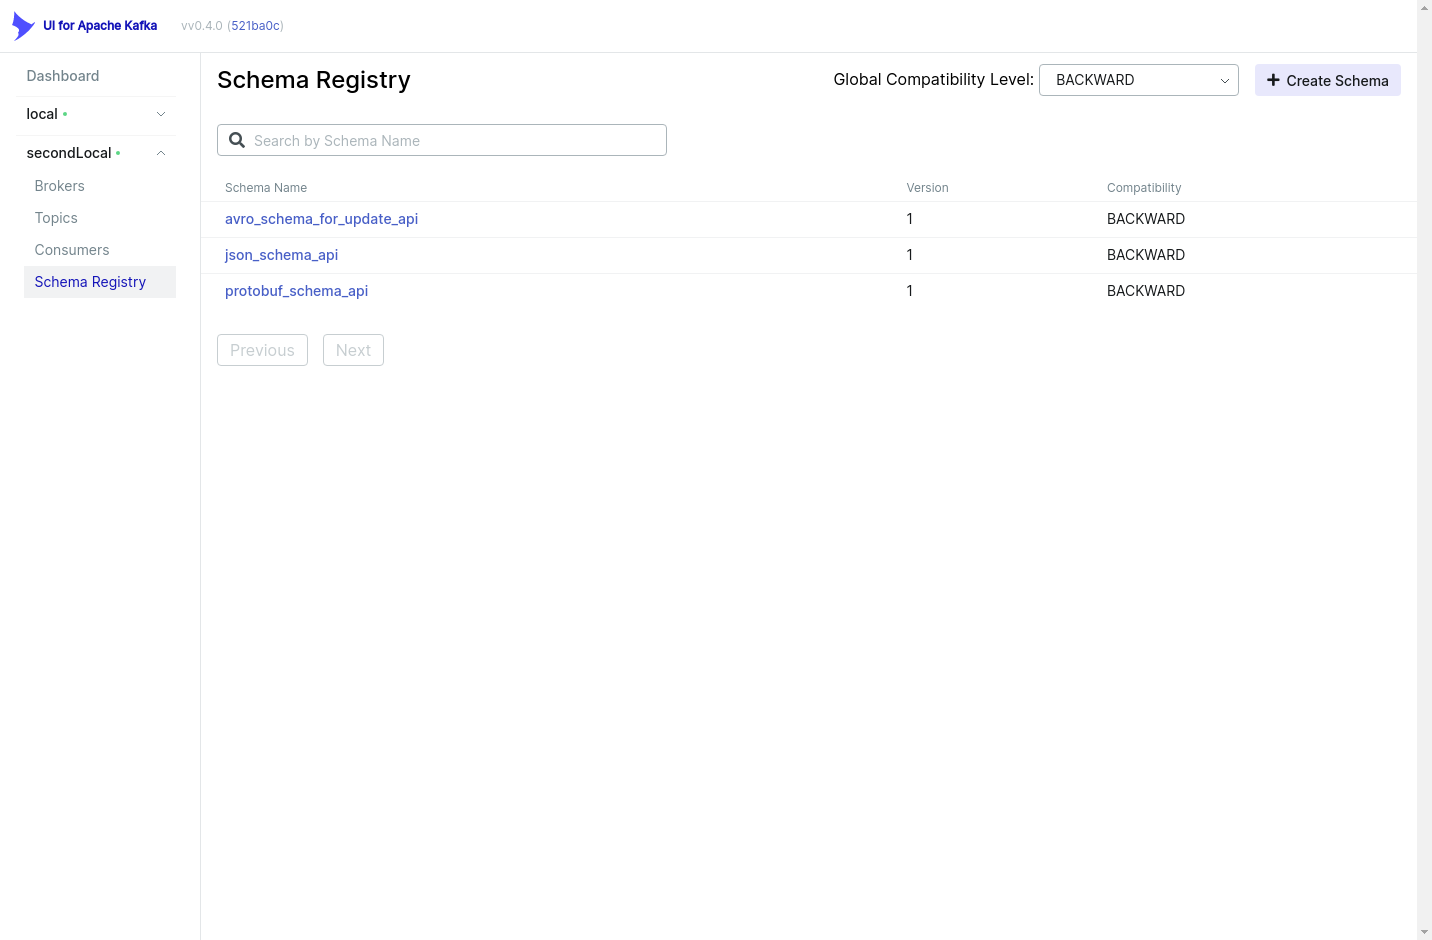 UI for Apache Kafka vv0.4.0 (521ba0c)
Dashboard
local
secondLocal
Brokers
Topics
Consumers
Schema Registry
Schema Registry
Global Compatibility Level: BACKWARD
Create Schema
Search by Schema Name
Schema Name Version Compatibility
avro_schema_for_update_api 1 BACKWARD
json_schema_api 1 BACKWARD
protobuf_schema_api 1 BACKWARD
Previous Next